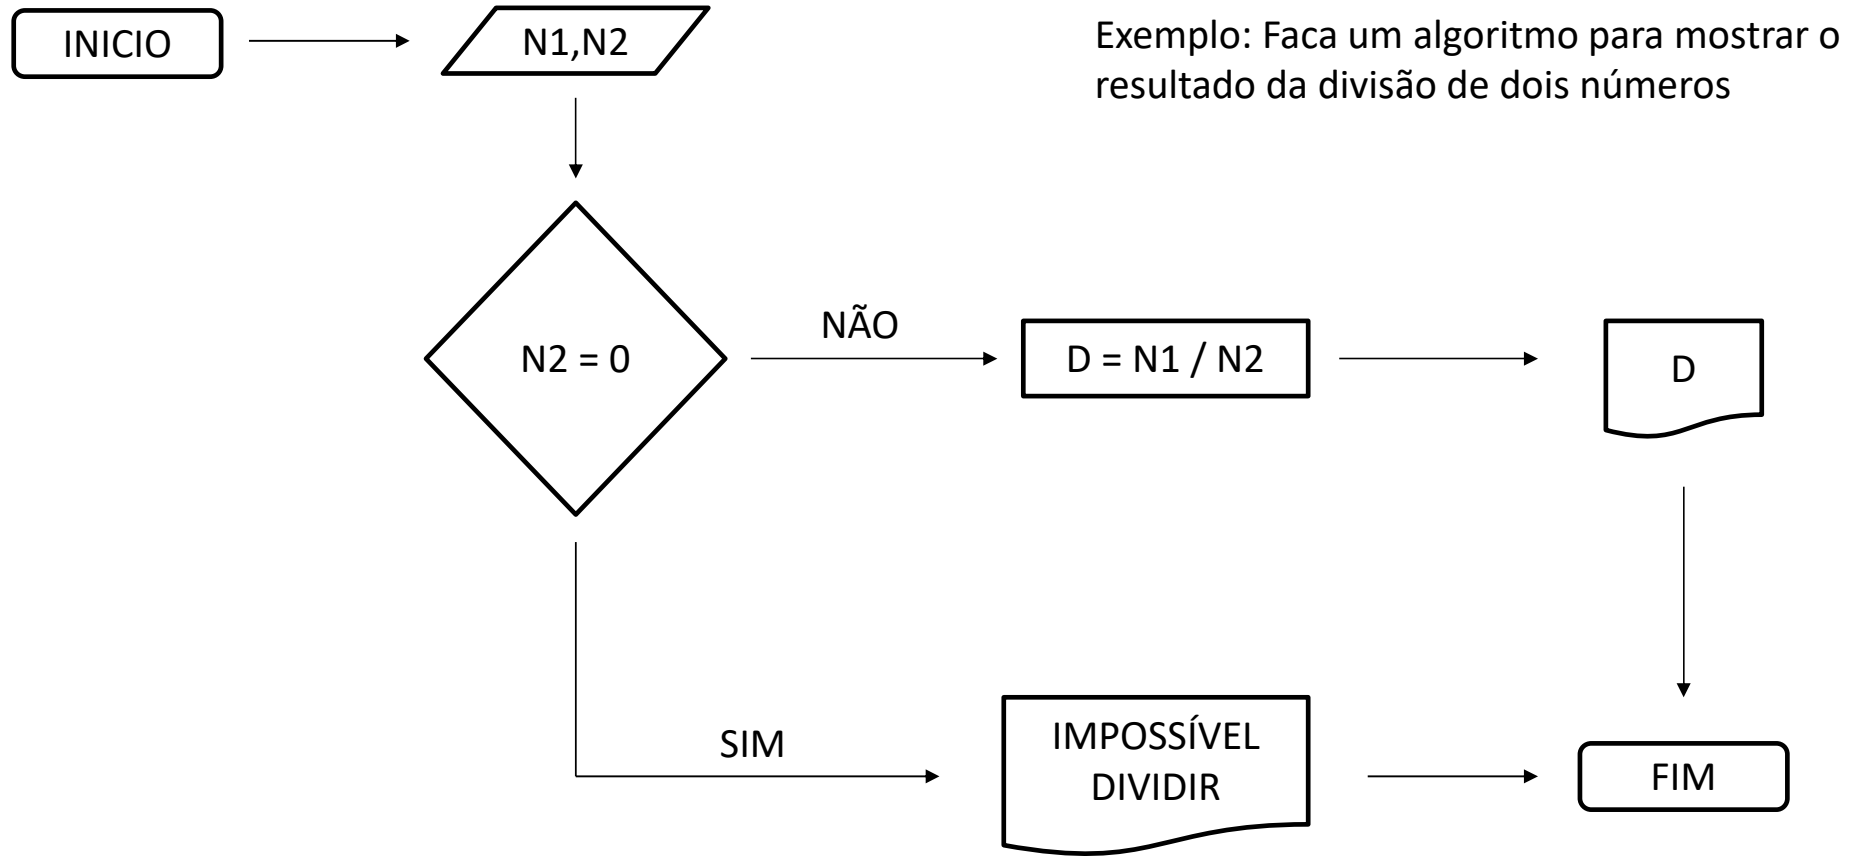 INICIO
N1,N2
Exemplo: Faca um algoritmo para mostrar o
resultado da divisão de dois números
N2 = 0
NÃO
D = N1 / N2
D
SIM
IMPOSSÍVEL
DIVIDIR
FIM